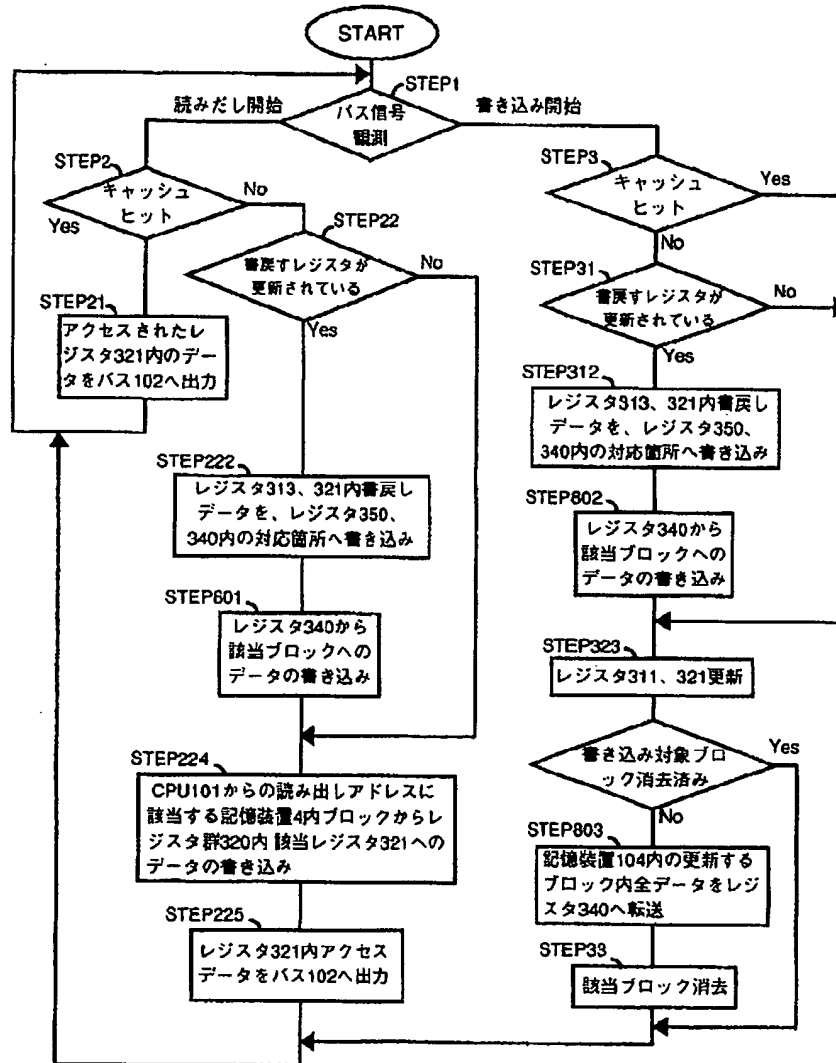 START
STEP1
読みだし開始
バス信号
観測
書き込み開始
STEP2
キャッシュ
ヒット
No
Yes
STEP3
キャッシュ
ヒット
Yes
No
STEP22
書戻すレジスタが
更新されている
No
Yes
STEP31
書戻すレジスタが
更新されている
No
Yes
STEP21
アクセスされたレ
ジスタ321内のデー
タをバス102へ出力
STEP312
レジスタ313、321内書戻し
データを、レジスタ350、
340内の対応箇所へ書き込み
STEP222
レジスタ313、321内書戻し
データを、レジスタ350、
340内の対応箇所へ書き込み
STEP802
レジスタ340から
該当ブロックへの
データの書き込み
STEP601
レジスタ340から
該当ブロックへの
データの書き込み
STEP323
レジスタ311、321更新
STEP224
CPU101からの読み出しアドレスに
該当する記憶装置4内ブロックからレ
ジスタ群320内 該当レジスタ321への
データの書き込み
書き込み対象ブロ
ック消去済み
Yes
No
STEP803
記憶装置104内の更新する
ブロック内全データをレジ
スタ340へ転送
STEP225
レジスタ321内アクセス
データをバス102へ出力
STEP33
該当ブロック消去